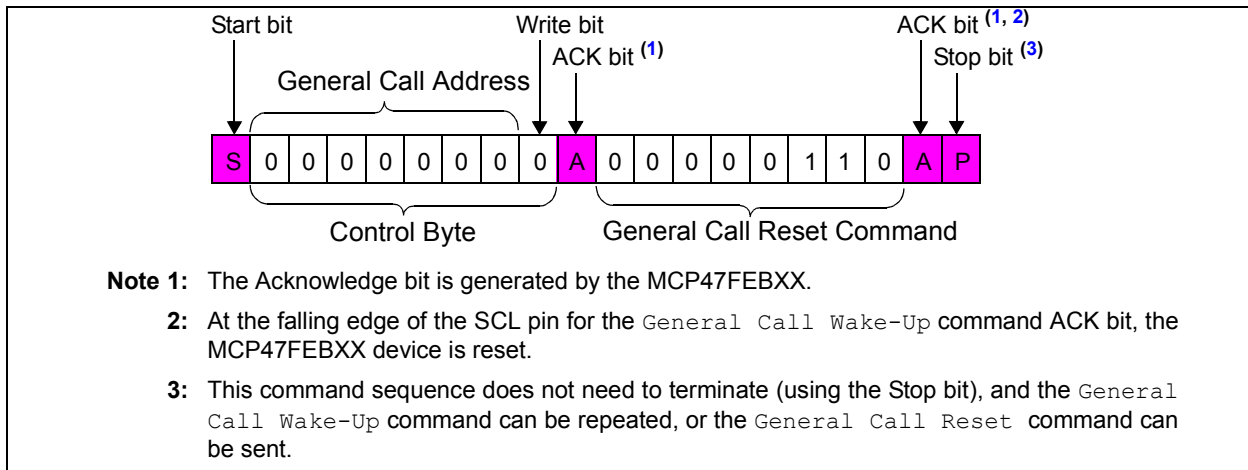 Start bit Write bit ACK bit (1, 2)
ACK bit (1) Stop bit (3)
General Call Address
S 0 0 0 0 0 0 0 0 A 0 0 0 0 0 1 1 0 A P
Control Byte General Call Reset Command
Note 1: The Acknowledge bit is generated by the MCP47FEBXX.
2: At the falling edge of the SCL pin for the General Call Wake-Up command ACK bit, the
MCP47FEBXX device is reset.
3: This command sequence does not need to terminate (using the Stop bit), and the General
Call Wake-Up command can be repeated, or the General Call Reset command can
be sent.